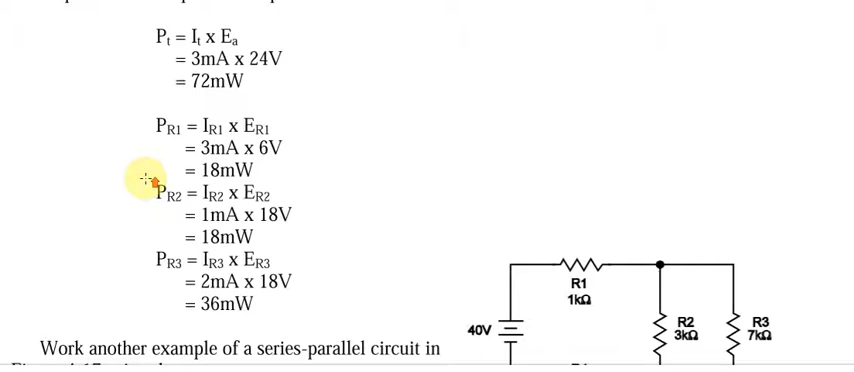 Pt = It x Ea
= 3mA x 24V
= 72mW
PR1 = IR1 x ER1
= 3mA x 6V
= 18mW
PR2 = IR2 x ER2
= 1mA x 18V
= 18mW
PR3 = IR3 x ER3
= 2mA x 18V
= 36mW
Work another example of a series-parallel circuit in
R1
1kΩ
40V
R2
3kΩ
R3
7kΩ